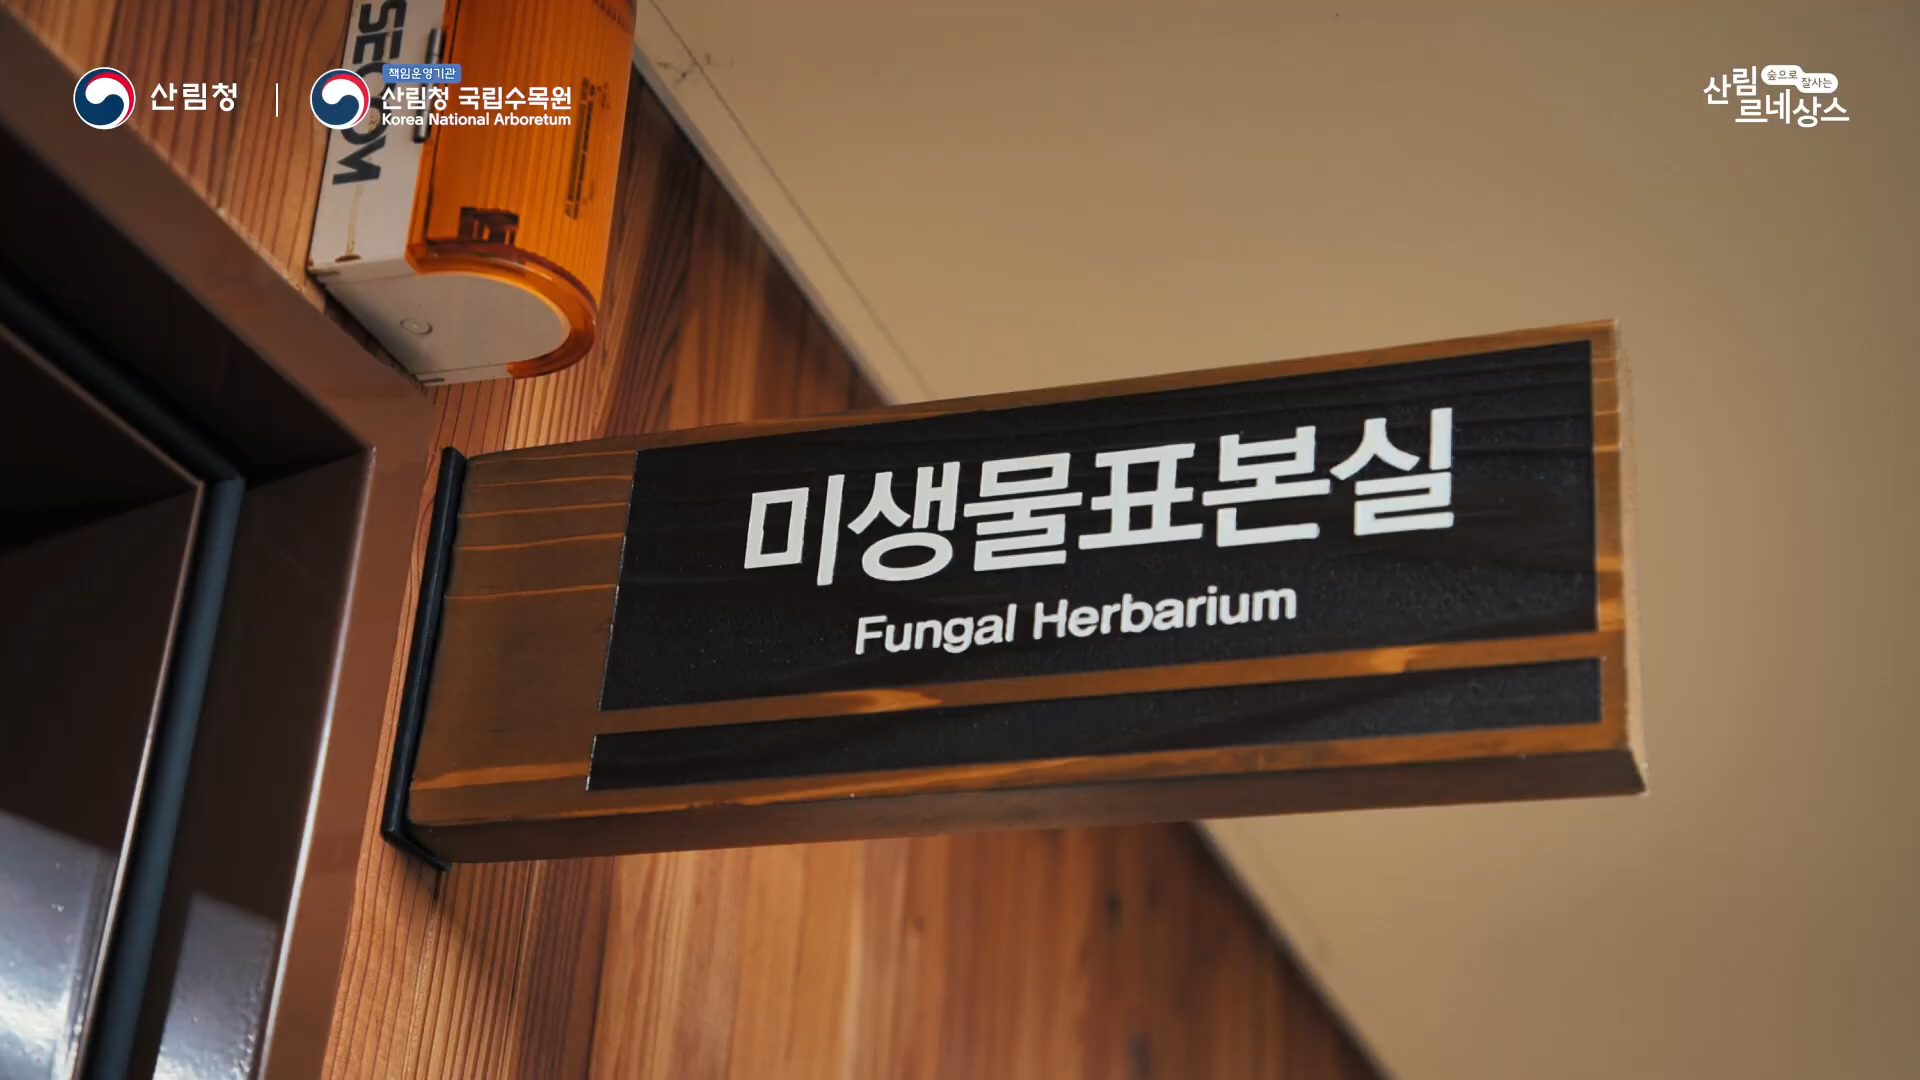 산림청
책임운영기관
산림청 국립수목원
Korea National Arboretum
산림
숲으로
잘사는
르네상스
SECOM
미생물표본실
Fungal Herbarium